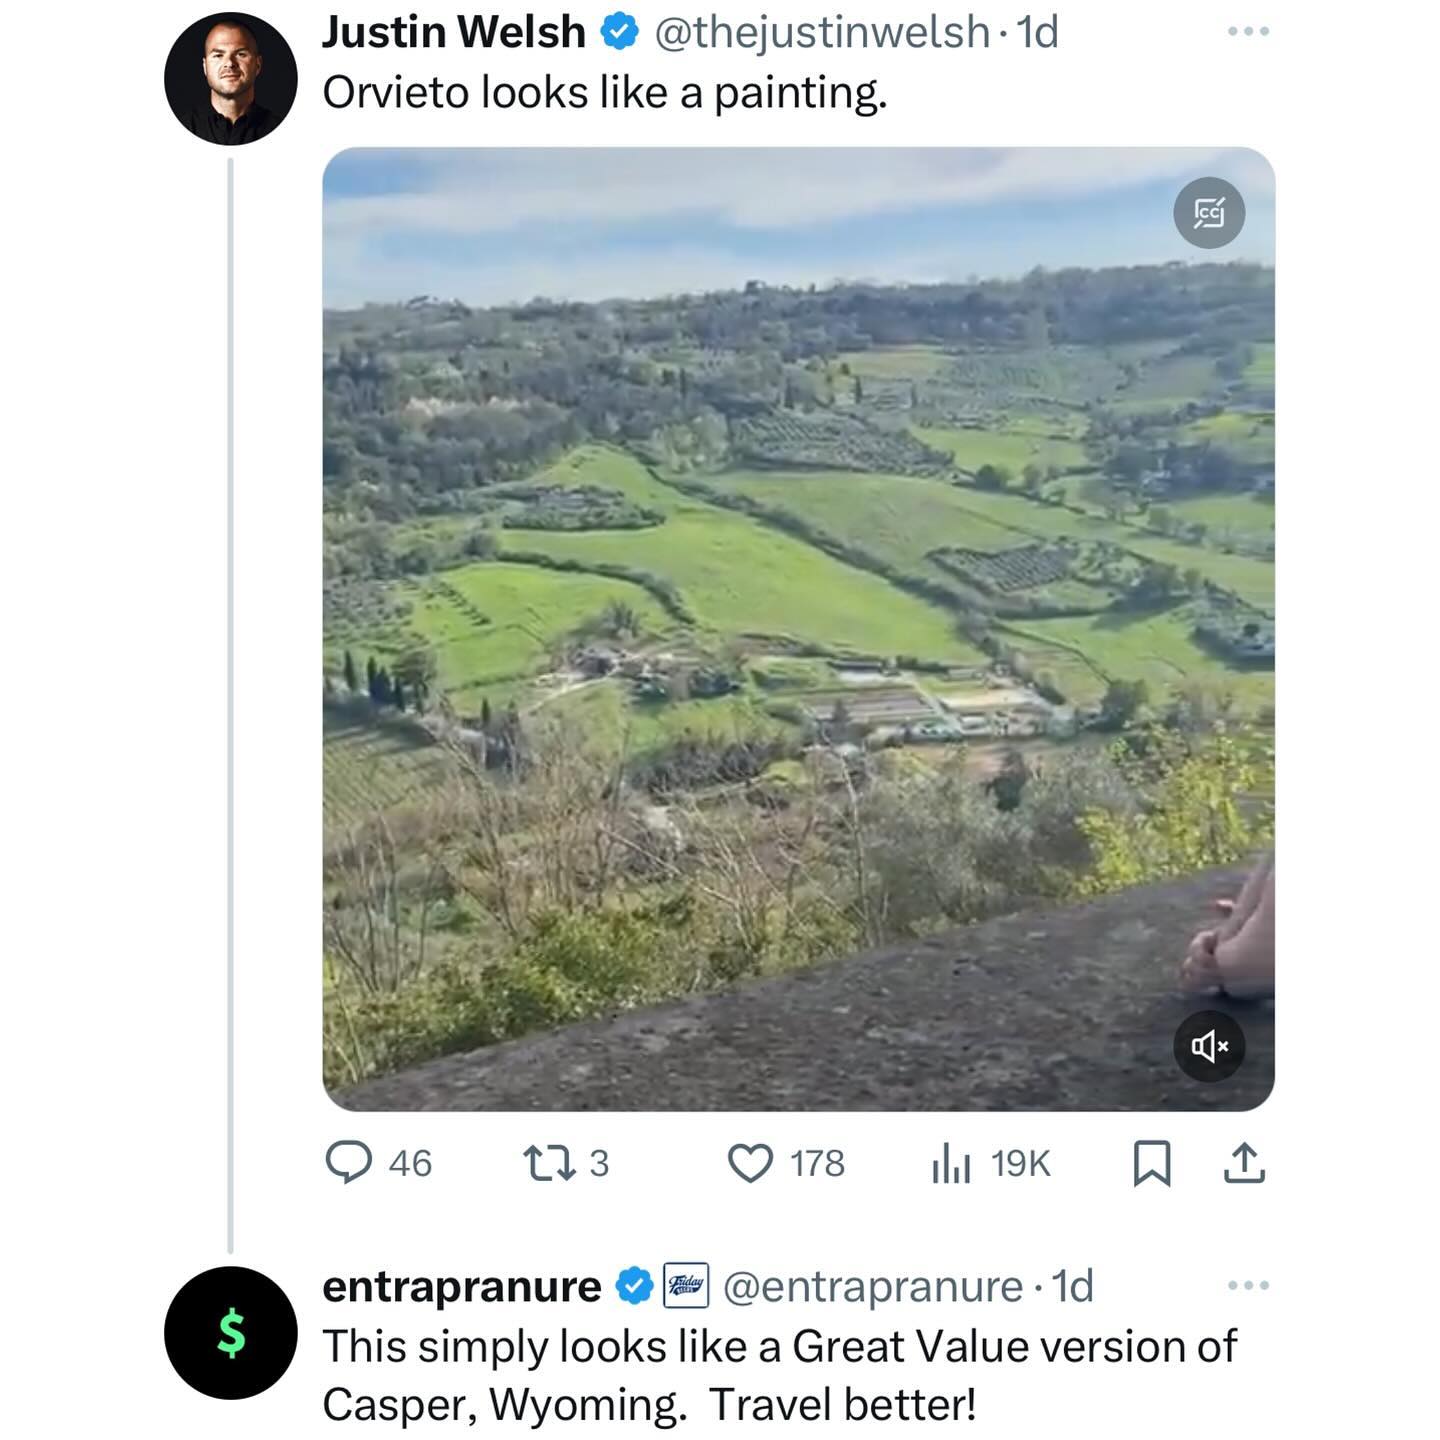 Justin Welsh @thejustinwelsh · 1d
Orvieto looks like a painting.
CC
46 3 178 19K
entrapranure Friday @entrapranure · 1d
This simply looks like a Great Value version of
Casper, Wyoming. Travel better!
$